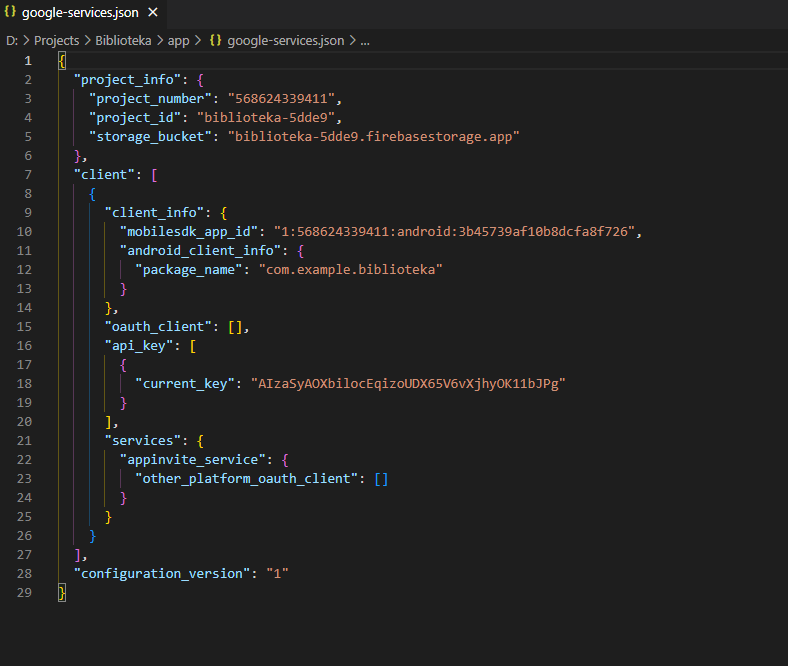 {} google-services.json ×
D: > Projects > Biblioteka > app > {} google-services.json > ...
1 {
2 "project_info": {
3 "project_number": "568624339411",
4 "project_id": "biblioteka-5dde9",
5 "storage_bucket": "biblioteka-5dde9.firebasestorage.app"
6 },
7 "client": [
8 {
9 "client_info": {
10 "mobilesdk_app_id": "1:568624339411:android:3b45739af10b8dcfa8f726",
11 "android_client_info": {
12 "package_name": "com.example.biblioteka"
13 }
14 },
15 "oauth_client": [],
16 "api_key": [
17 {
18 "current_key": "AIzaSyAOXbilocEqizoUDX65V6vXjhyOK11bJPg"
19 }
20 ],
21 "services": {
22 "appinvite_service": {
23 "other_platform_oauth_client": []
24 }
25 }
26 }
27 ],
28 "configuration_version": "1"
29 }